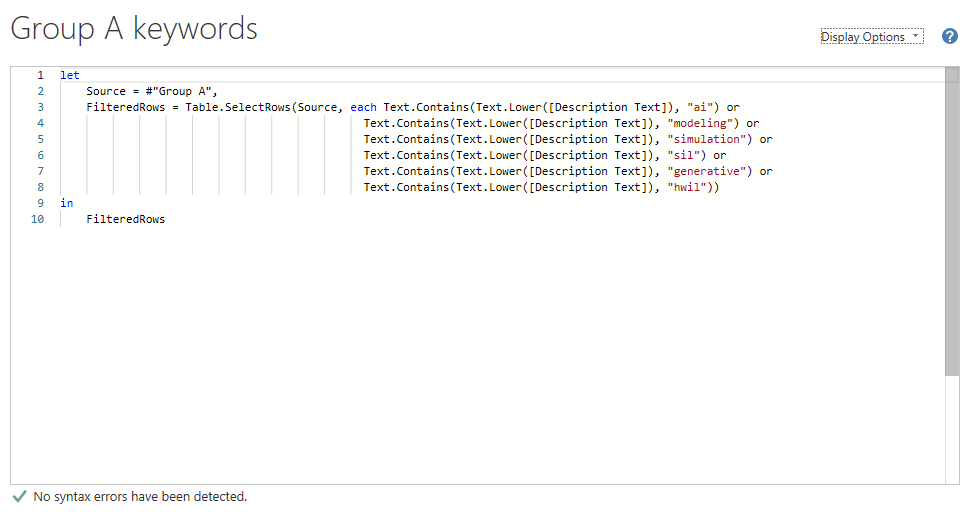 Group A keywords
Display Options
?
1 let
2 Source = #"Group A",
3 FilteredRows = Table.SelectRows(Source, each Text.Contains(Text.Lower([Description Text]), "ai") or
4 Text.Contains(Text.Lower([Description Text]), "modeling") or
5 Text.Contains(Text.Lower([Description Text]), "simulation") or
6 Text.Contains(Text.Lower([Description Text]), "sil") or
7 Text.Contains(Text.Lower([Description Text]), "generative") or
8 Text.Contains(Text.Lower([Description Text]), "hwil"))
9 in
10 FilteredRows
No syntax errors have been detected.